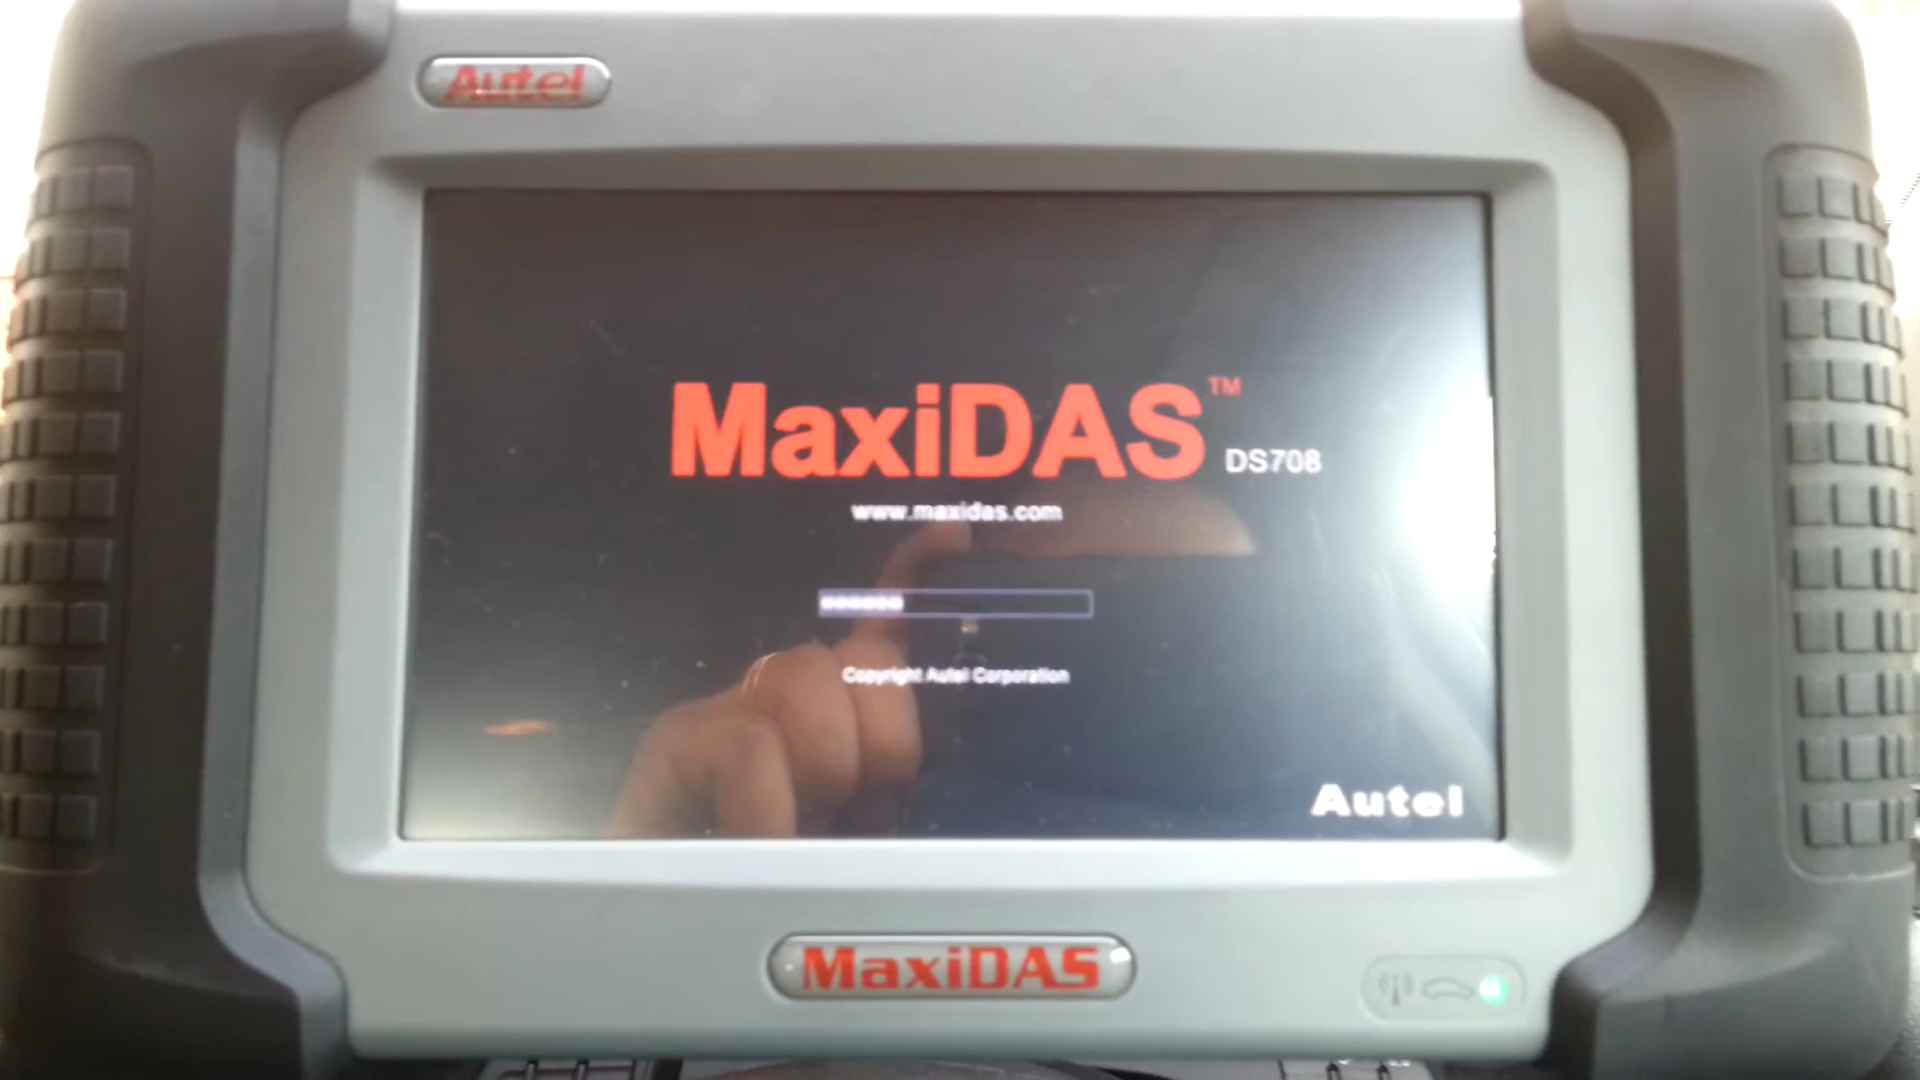 Autel
MaxiDAS™ DS708
www.maxidas.com
Copyright Autel Corporation
Autel
MaxiDAS